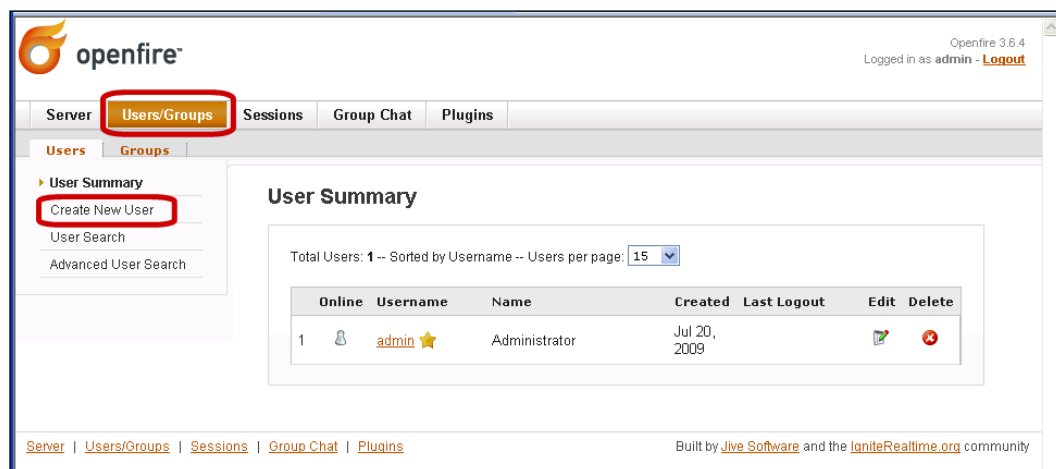 openfire™
Openfire 3.6.4
Logged in as admin - Logout
Server Users/Groups Sessions Group Chat Plugins
Users Groups
User Summary
Create New User
User Search
Advanced User Search
User Summary
Total Users: 1 -- Sorted by Username -- Users per page: 15
Online Username Name Created Last Logout Edit Delete
1 admin Administrator Jul 20,
2009
Server | Users/Groups | Sessions | Group Chat | Plugins
Built by Jive Software and the IgniteRealtime.org community